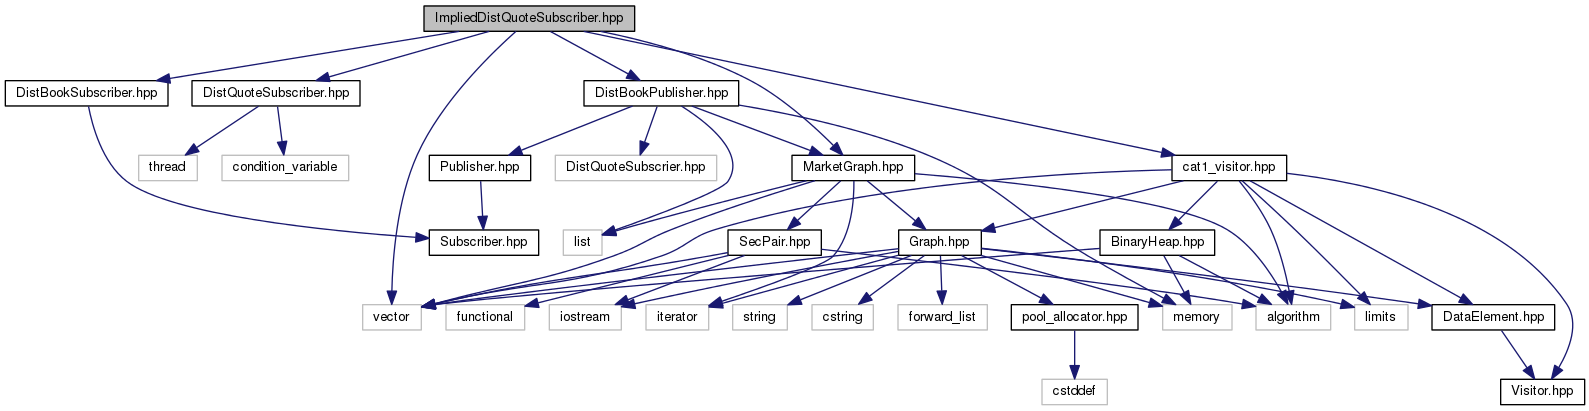 ImpliedDistQuoteSubscriber.hpp
DistBookSubscriber.hpp
DistQuoteSubscriber.hpp
DistBookPublisher.hpp
thread
condition_variable
Publisher.hpp
DistQuoteSubscrier.hpp
MarketGraph.hpp
cat1_visitor.hpp
Subscriber.hpp
list
SecPair.hpp
Graph.hpp
BinaryHeap.hpp
vector
functional
iostream
iterator
string
cstring
forward_list
pool_allocator.hpp
memory
algorithm
limits
DataElement.hpp
cstddef
Visitor.hpp